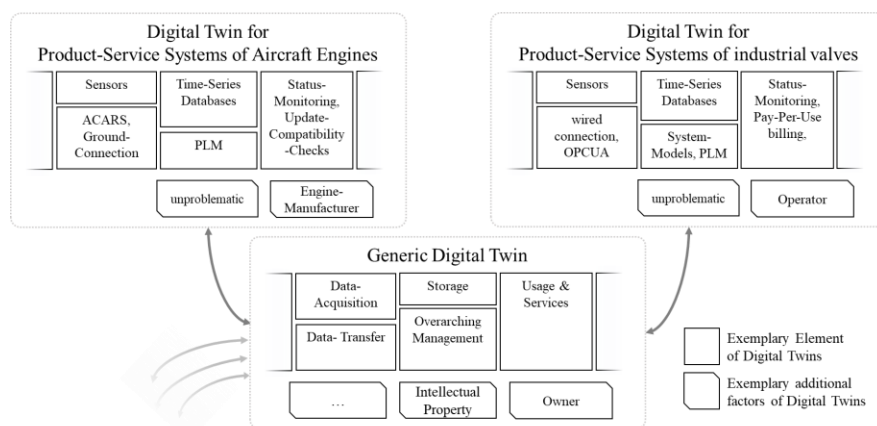 Digital Twin for
Product-Service Systems of Aircraft Engines
Sensors
ACARS,
Ground-
Connection
Time-Series
Databases
PLM
Status-
Monitoring,
Update-
Compatibility
-Checks
unproblematic
Engine-
Manufacturer
Digital Twin for
Product-Service Systems of industrial valves
Sensors
wired
connection,
OPCUA
Time-Series
Databases
System-
Models, PLM
Status-
Monitoring,
Pay-Per-Use
billing,
unproblematic
Operator
Generic Digital Twin
Data-
Acquisition
Data- Transfer
Storage
Overarching
Management
Usage &
Services
…
Intellectual
Property
Owner
Exemplary Element
of Digital Twins
Exemplary additional
factors of Digital Twins